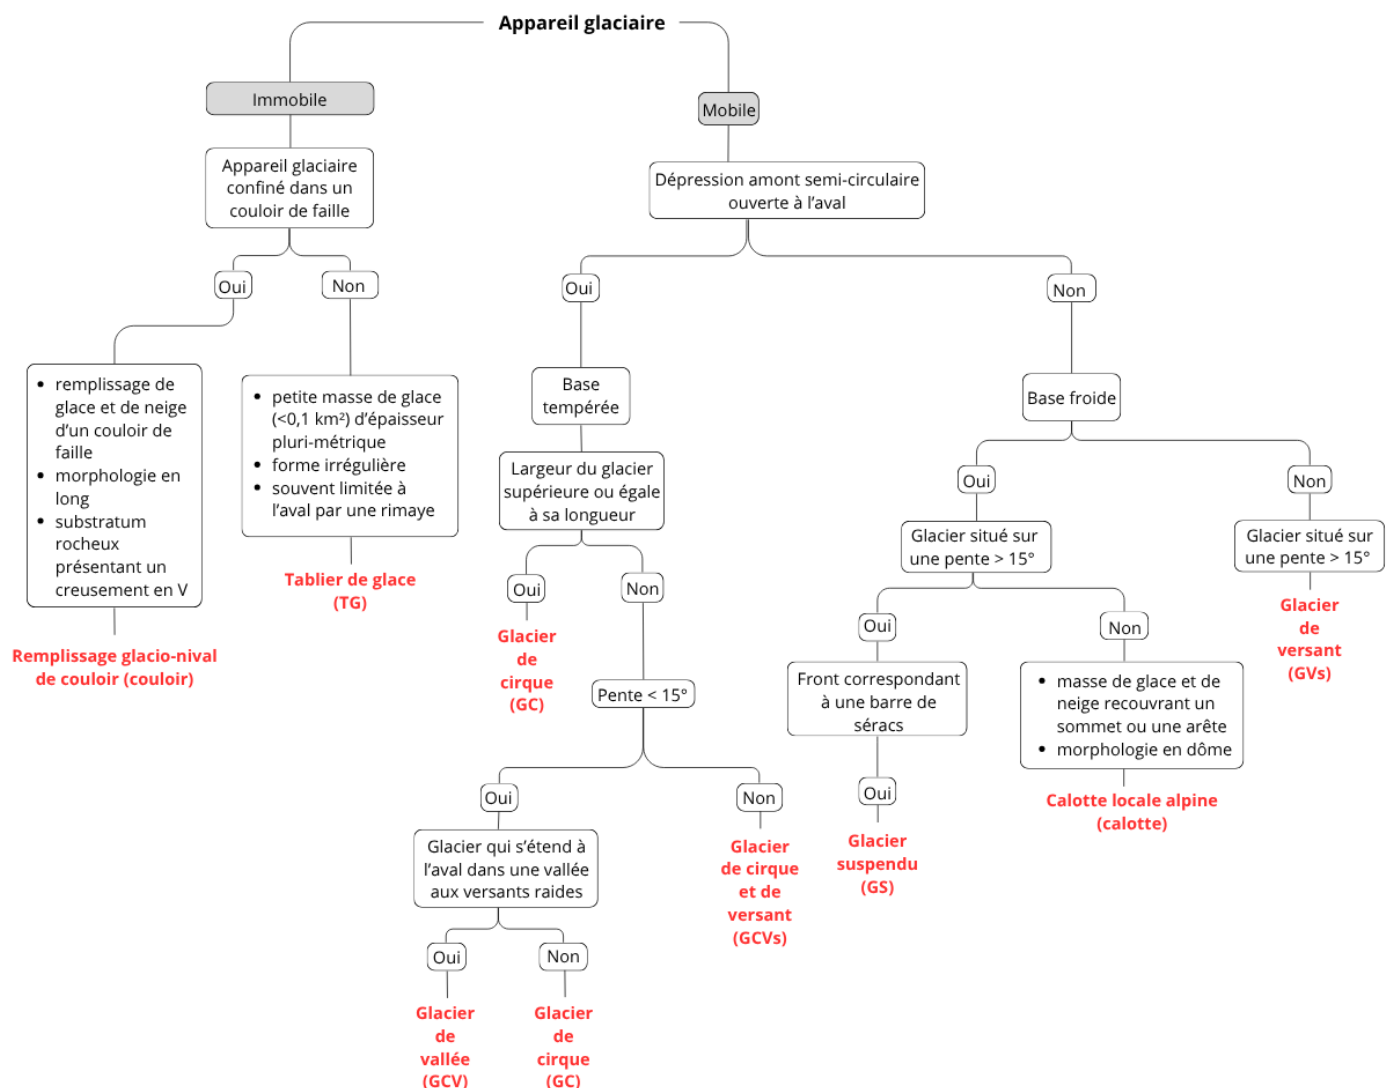 Appareil glaciaire
Immobile
Mobile
Appareil glaciaire
confiné dans un
couloir de faille
Dépression amont semi-circulaire
ouverte à l'aval
Oui
Non
Oui
Non
• remplissage de
glace et de neige
d'un couloir de
faille
• morphologie en
long
• substratum
rocheux
présentant un
creusement en V
Remplissage glacio-nival
de couloir (couloir)
• petite masse de glace
(<0,1 km²) d'épaisseur
pluri-métrique
• forme irrégulière
• souvent limitée à
l'aval par une rimaye
Tablier de glace
(TG)
Base
tempérée
Largeur du glacier
supérieure ou égale
à sa longueur
Oui
Non
Glacier
de
cirque
(GC)
Pente < 15°
Oui
Non
Glacier qui s'étend à
l'aval dans une vallée
aux versants raides
Glacier
de cirque
et de
versant
(GCVs)
Oui
Non
Glacier
de
vallée
(GCV)
Glacier
de
cirque
(GC)
Base froide
Oui
Non
Glacier situé sur
une pente > 15°
Glacier situé sur
une pente > 15°
Oui
Non
Glacier
de
versant
(GVs)
Front correspondant
à une barre de
séracs
• masse de glace et de
neige recouvrant un
sommet ou une arête
• morphologie en dôme
Oui
Calotte locale alpine
(calotte)
Glacier
suspendu
(GS)